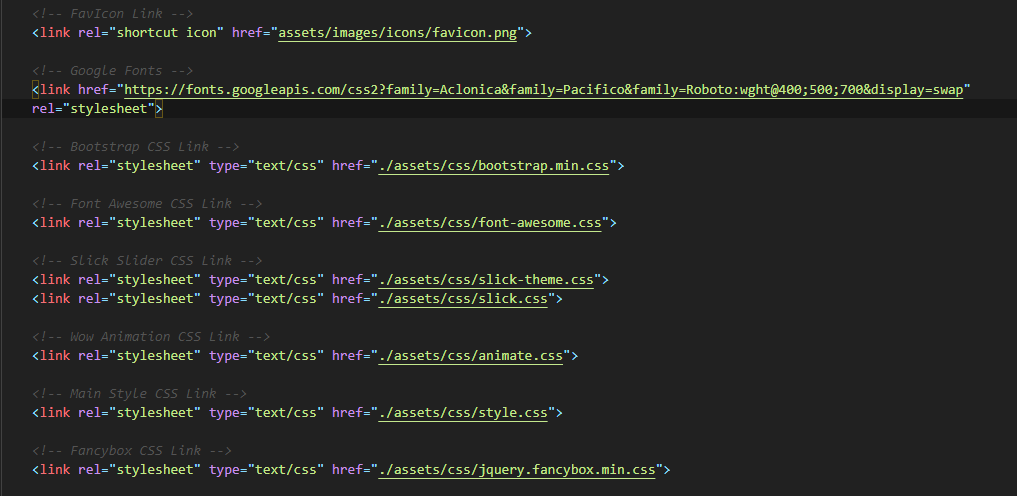 <!-- FavIcon Link -->
<link rel="shortcut icon" href="assets/images/icons/favicon.png">
<!-- Google Fonts -->
<link href="https://fonts.googleapis.com/css2?family=Aclonica&family=Pacifico&family=Roboto:wght@400;500;700&display=swap"
rel="stylesheet">
<!-- Bootstrap CSS Link -->
<link rel="stylesheet" type="text/css" href="./assets/css/bootstrap.min.css">
<!-- Font Awesome CSS Link -->
<link rel="stylesheet" type="text/css" href="./assets/css/font-awesome.css">
<!-- Slick Slider CSS Link -->
<link rel="stylesheet" type="text/css" href="./assets/css/slick-theme.css">
<link rel="stylesheet" type="text/css" href="./assets/css/slick.css">
<!-- Wow Animation CSS Link -->
<link rel="stylesheet" type="text/css" href="./assets/css/animate.css">
<!-- Main Style CSS Link -->
<link rel="stylesheet" type="text/css" href="./assets/css/style.css">
<!-- Fancybox CSS Link -->
<link rel="stylesheet" type="text/css" href="./assets/css/jquery.fancybox.min.css">